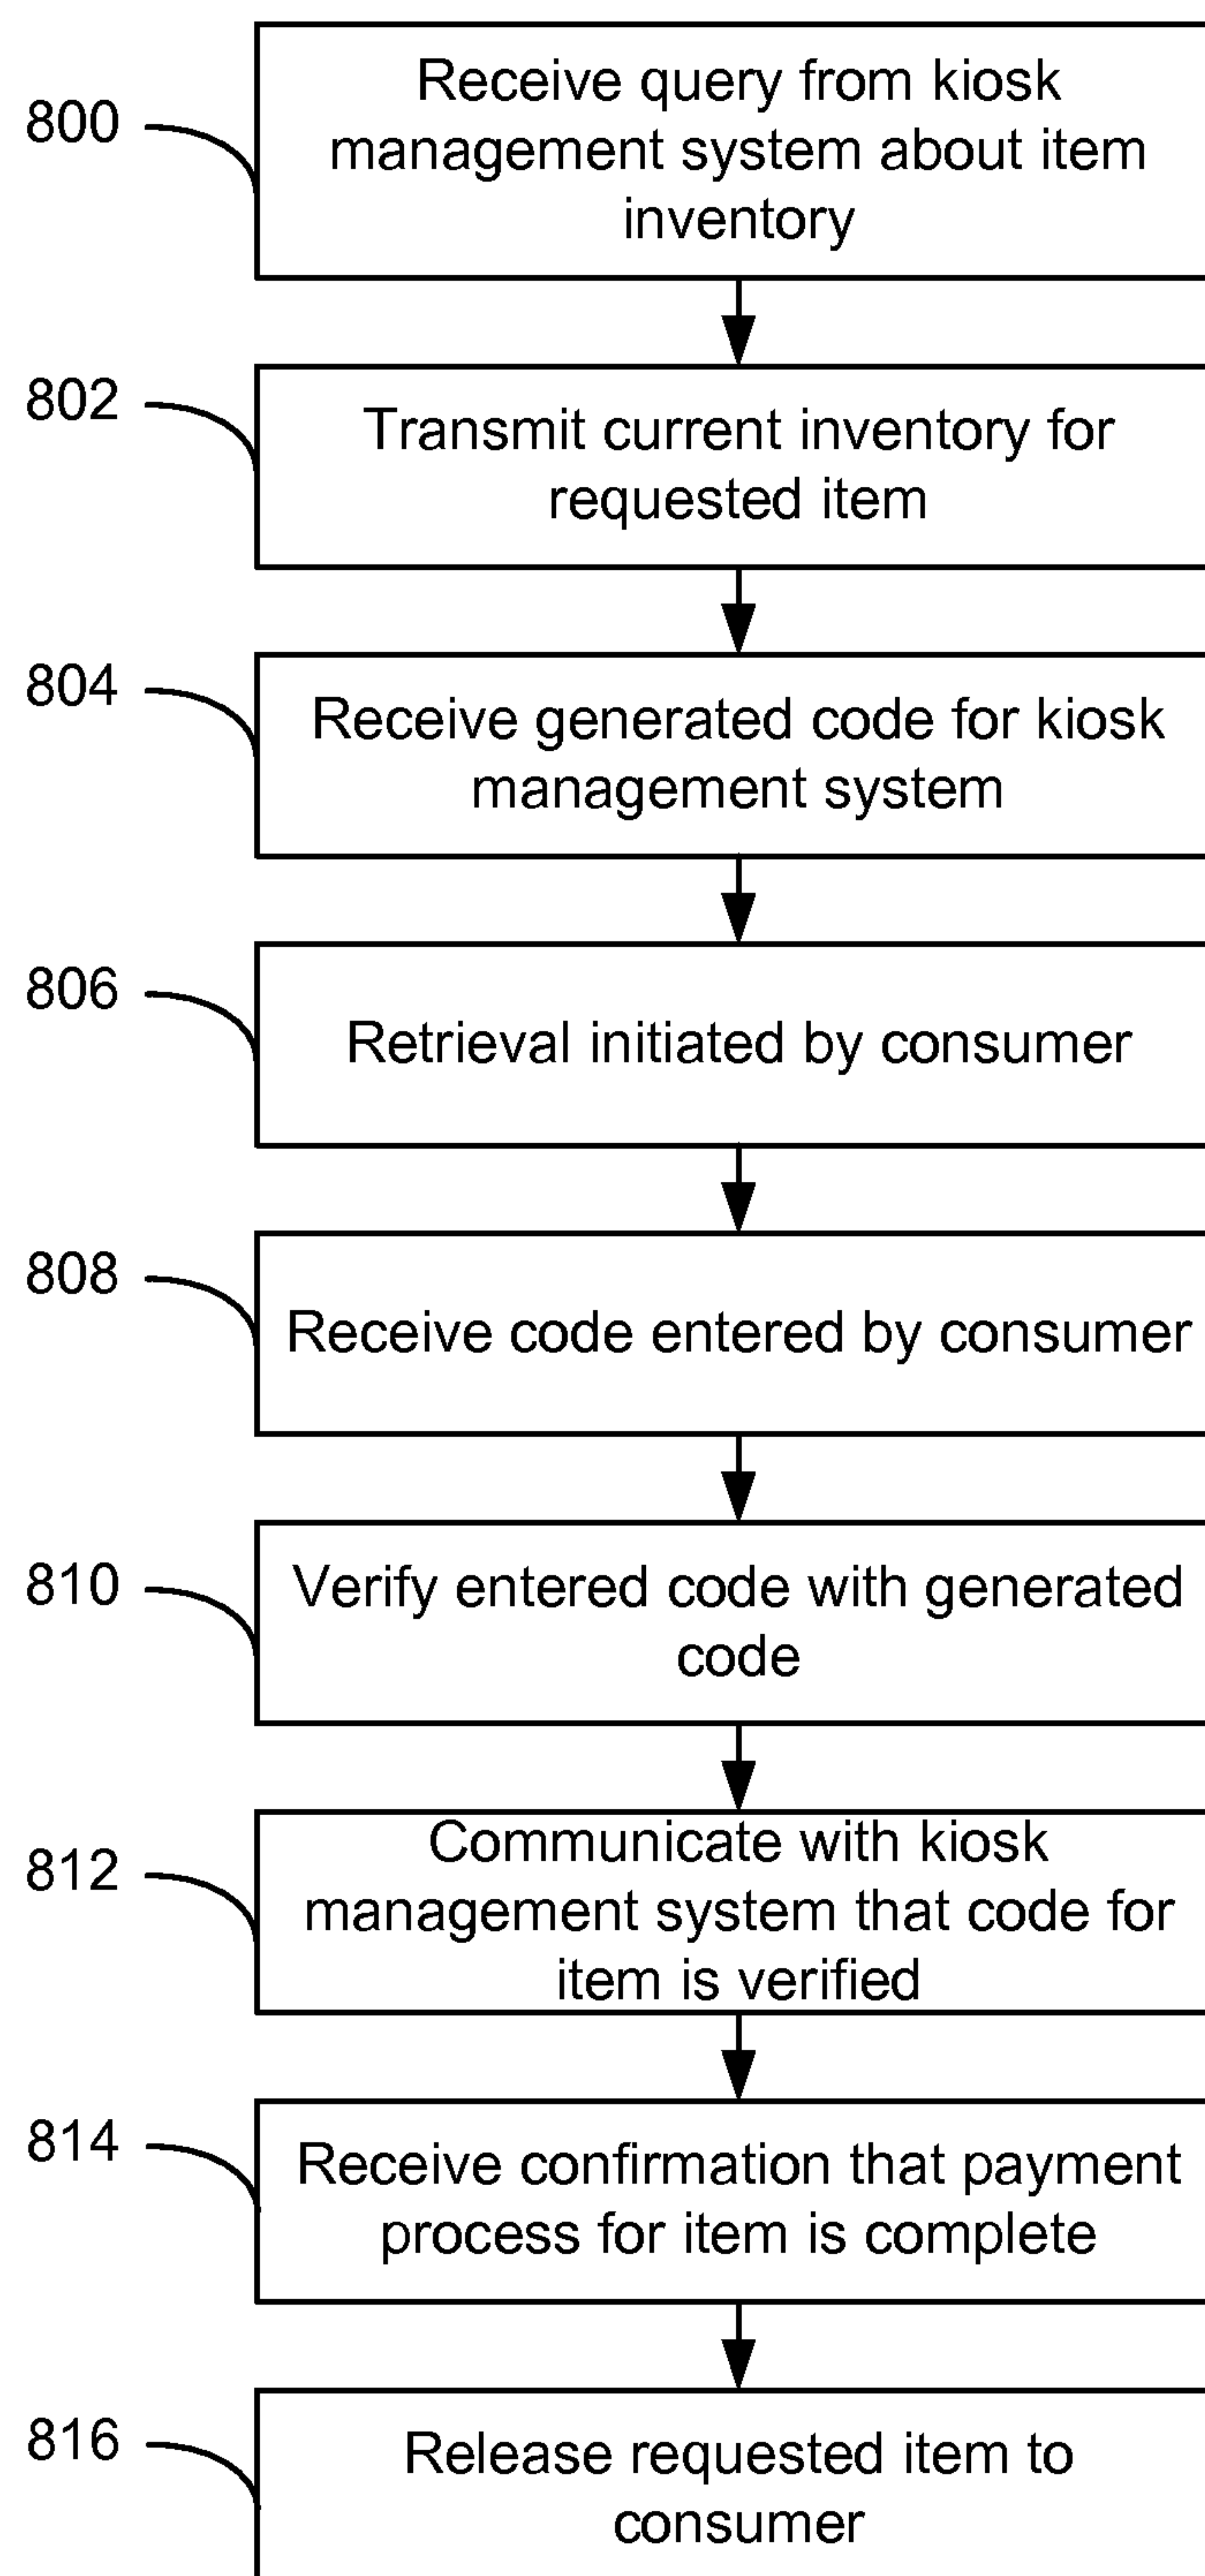 800
Receive query from kiosk
management system about item
inventory
802
Transmit current inventory for
requested item
804
Receive generated code for kiosk
management system
806
Retrieval initiated by consumer
808
Receive code entered by consumer
810
Verify entered code with generated
code
812
Communicate with kiosk
management system that code for
item is verified
814
Receive confirmation that payment
process for item is complete
816
Release requested item to
consumer